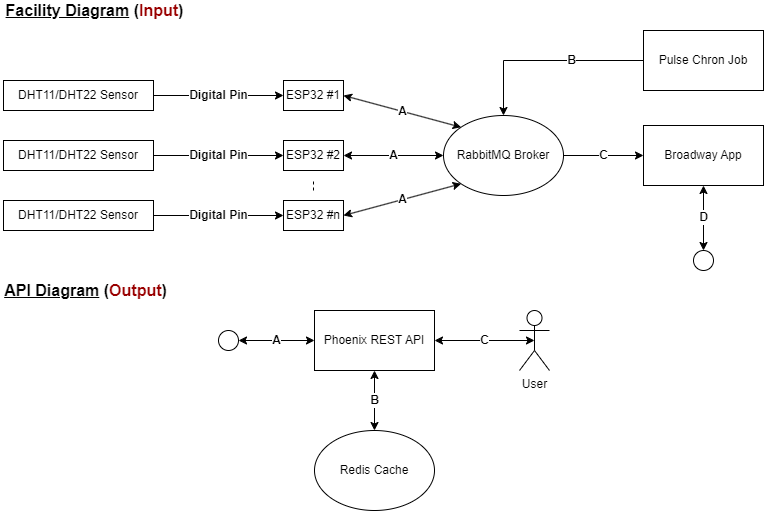 Facility Diagram (Input)
B
Pulse Chron Job
DHT11/DHT22 Sensor
Digital Pin
ESP32 #1
A
DHT11/DHT22 Sensor
Digital Pin
ESP32 #2
A
RabbitMQ Broker
C
Broadway App
DHT11/DHT22 Sensor
Digital Pin
ESP32 #n
A
D
API Diagram (Output)
A
Phoenix REST API
C
User
B
Redis Cache